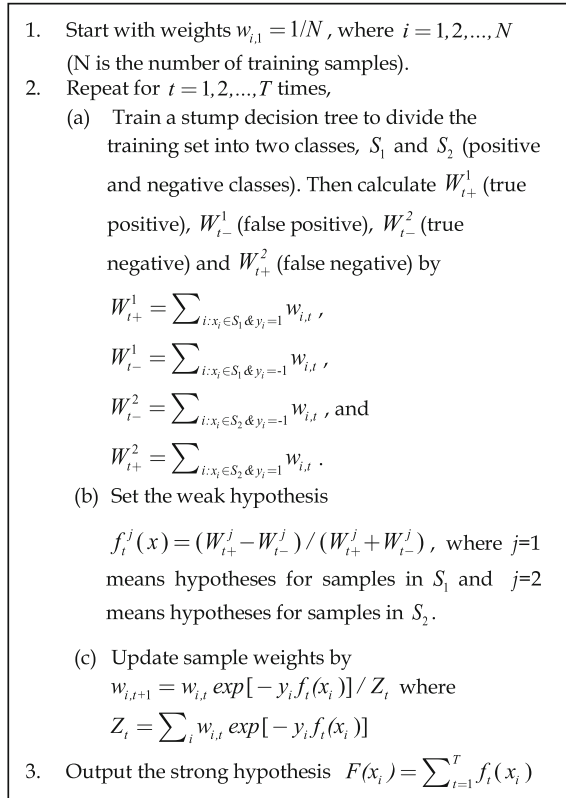 1. Start with weights w_{i,1} = 1/N, where i = 1,2,...,N
(N is the number of training samples).
2. Repeat for t = 1,2,...,T times,
(a) Train a stump decision tree to divide the
training set into two classes, S_1 and S_2 (positive
and negative classes). Then calculate W^1_{t+} (true
positive), W^1_{t-} (false positive), W^2_{t-} (true
negative) and W^2_{t+} (false negative) by
W^1_{t+} = ∑_{i:x_i∈S_1&y_i=1} w_{i,t} ,
W^1_{t-} = ∑_{i:x_i∈S_1&y_i=-1} w_{i,t} ,
W^2_{t-} = ∑_{i:x_i∈S_2&y_i=-1} w_{i,t} , and
W^2_{t+} = ∑_{i:x_i∈S_2&y_i=1} w_{i,t} .
(b) Set the weak hypothesis
f^j_t(x) = (W^j_{t+} − W^j_{t-}) / (W^j_{t+} + W^j_{t-}) , where j=1
means hypotheses for samples in S_1 and j=2
means hypotheses for samples in S_2.
(c) Update sample weights by
w_{i,t+1} = w_{i,t} exp[− y_i f_t(x_i)] / Z_t where
Z_t = ∑_i w_{i,t} exp[− y_i f_t(x_i)]
3. Output the strong hypothesis F(x_i) = ∑^T_{t=1} f_t(x_i)